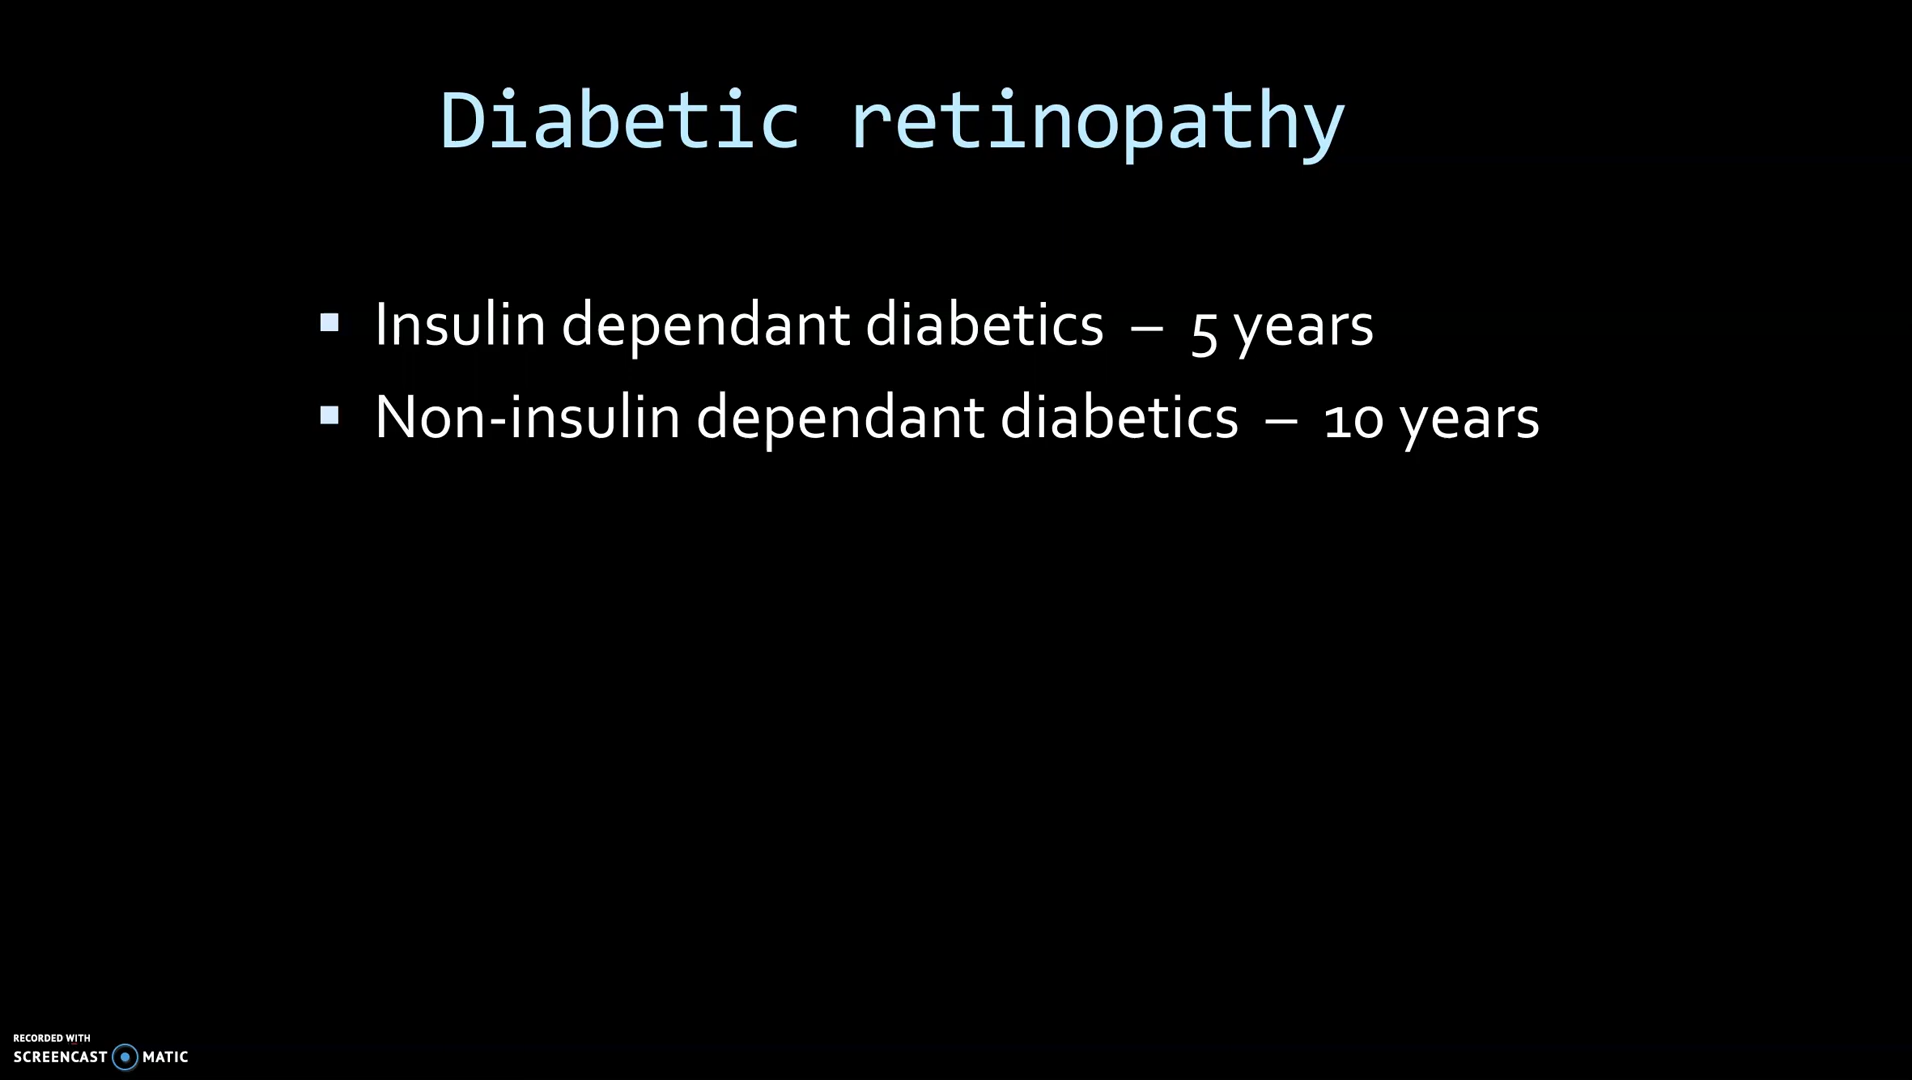 Diabetic retinopathy
Insulin dependant diabetics – 5 years
Non-insulin dependant diabetics – 10 years
RECORDED WITH
SCREENCAST MATIC